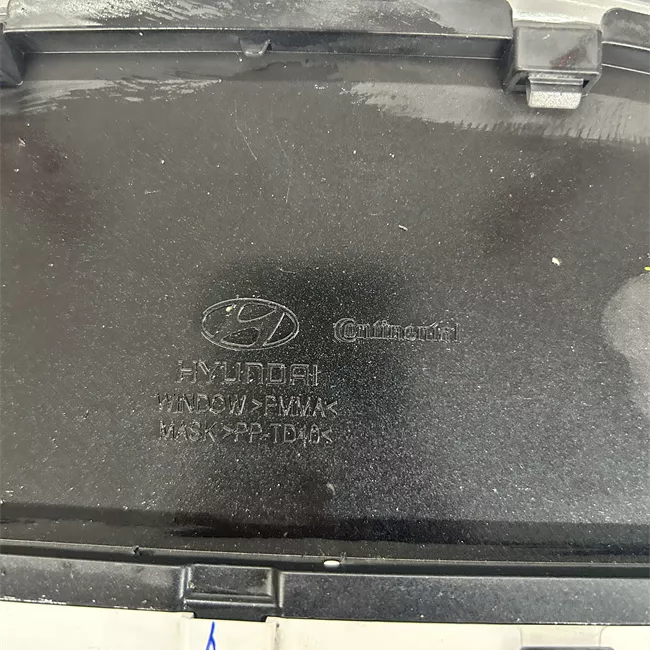 Continental
HYUNDAI
WINDOW >PMMA<
MASK >PP-TD40<